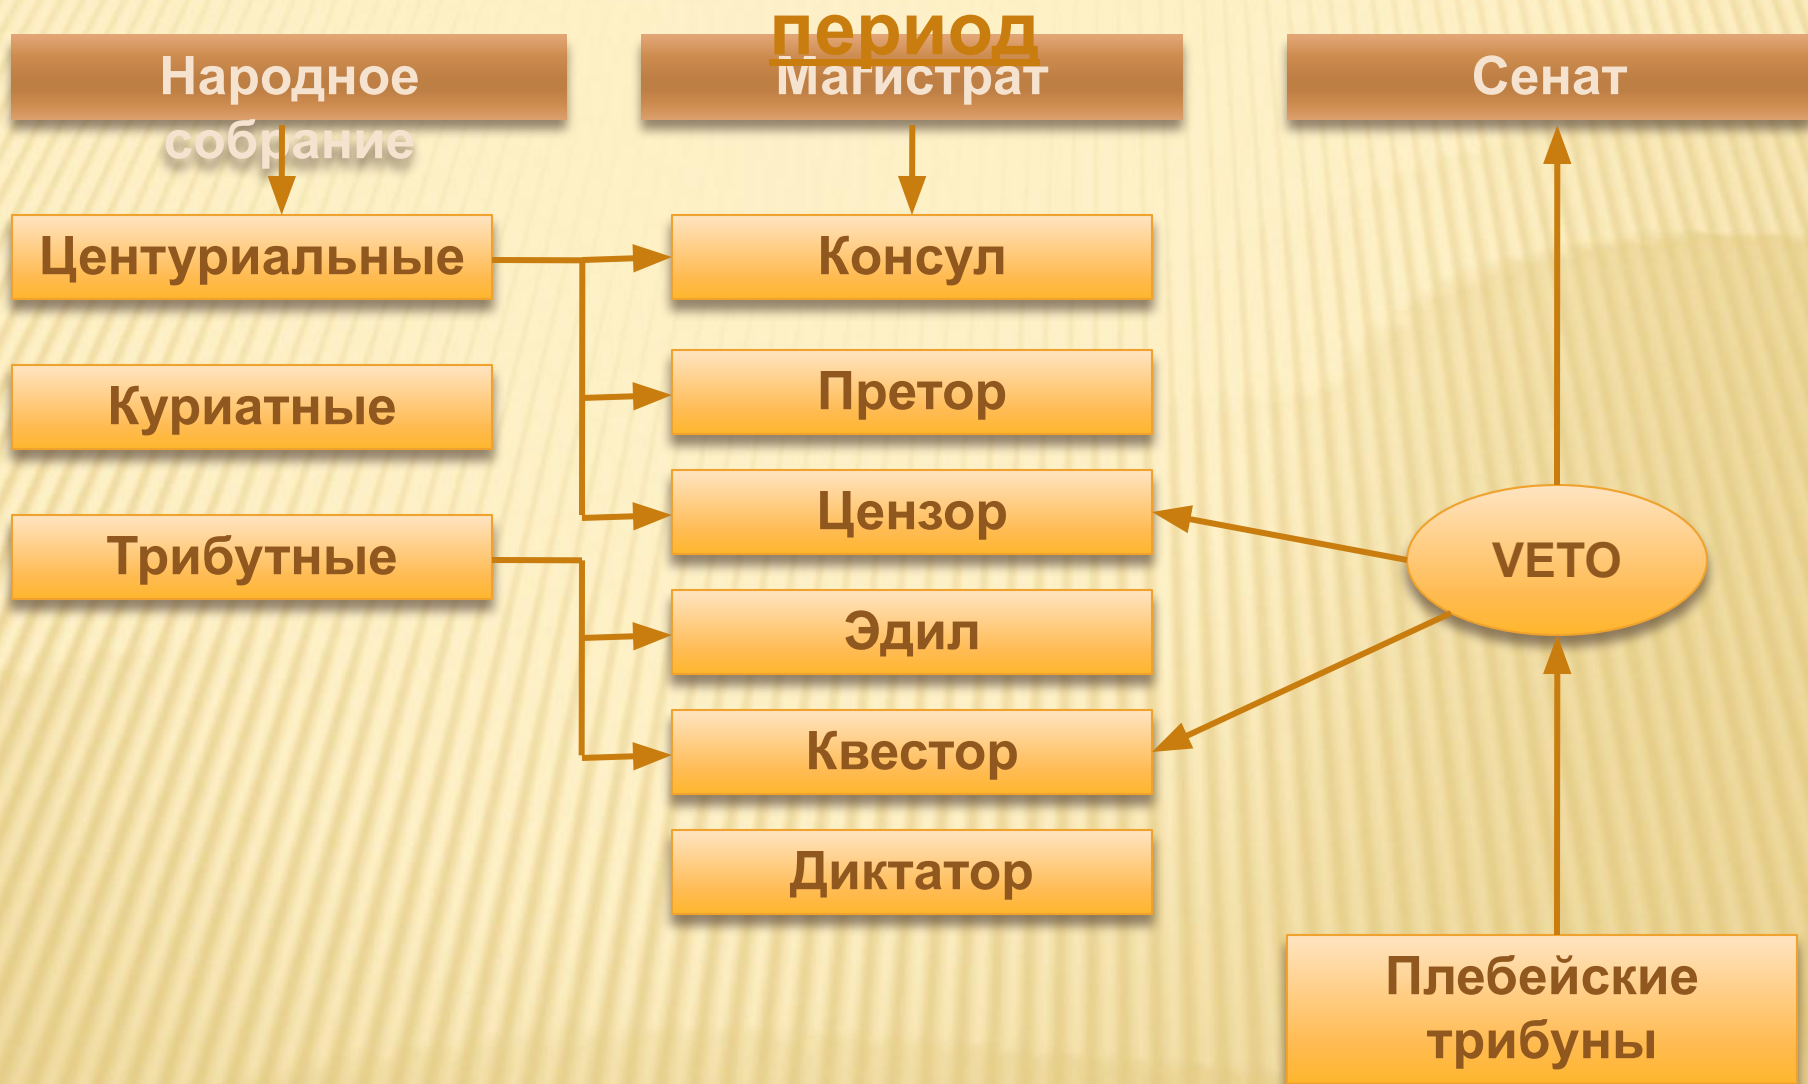 период
Народное
собрание
Магистрат
Сенат
Центуриальные
Консул
Куриатные
Претор
Трибутные
Цензор
VETO
Эдил
Квестор
Диктатор
Плебейские
трибуны